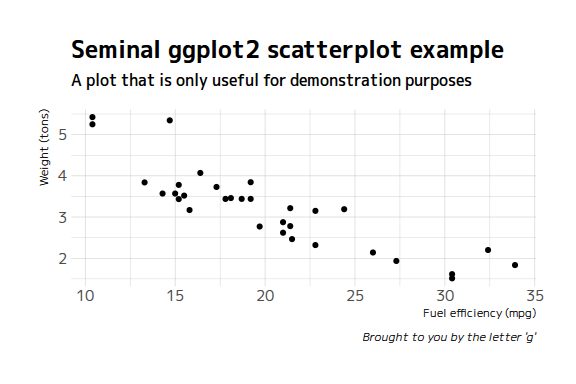 Seminal ggplot2 scatterplot example
A plot that is only useful for demonstration purposes
Weight (tons)
5
4
3
2
10 15 20 25 30 35
Fuel efficiency (mpg)
Brought to you by the letter 'g'